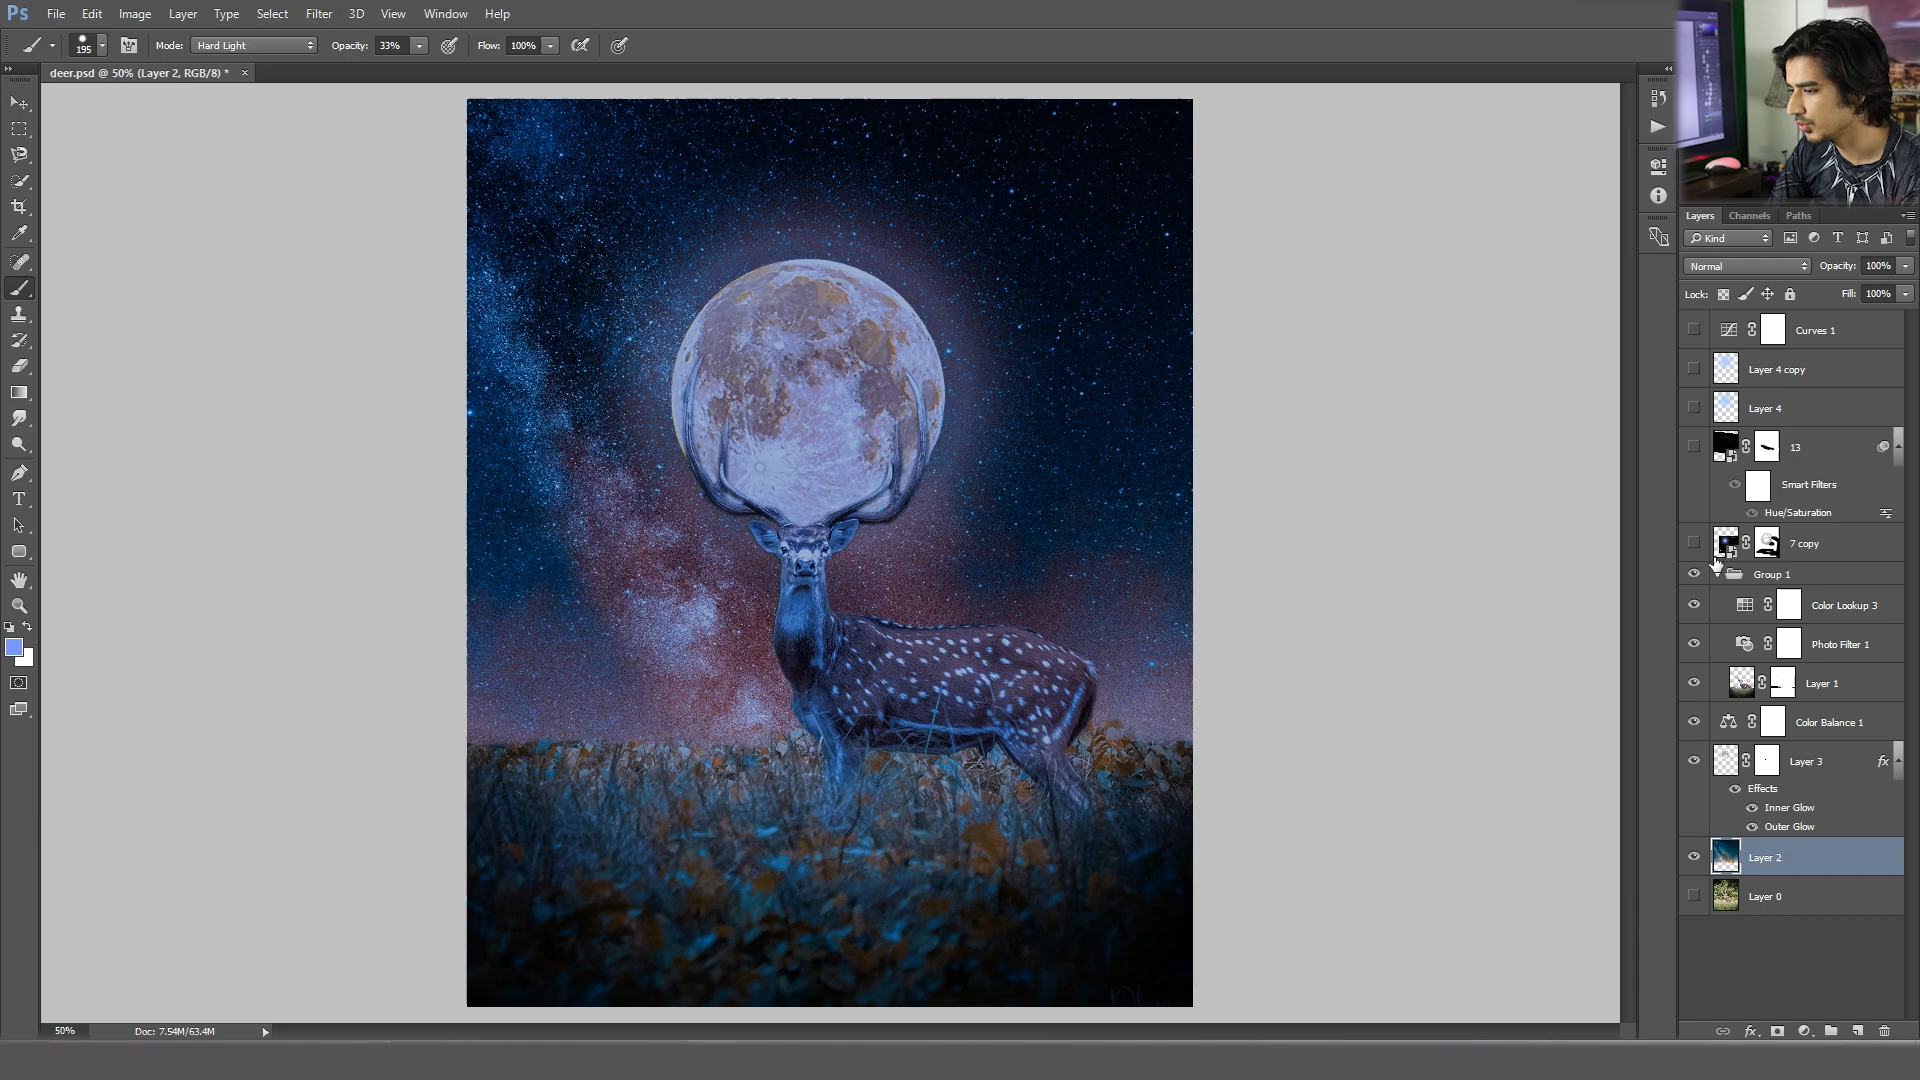 Ps File Edit Image Layer Type Select Filter 3D View Window Help
195 Mode: Hard Light Opacity: 33% Flow: 100%
deer.psd @ 50% (Layer 2, RGB/8) * ×
Layers Channels Paths
Kind T
Normal Opacity: 100%
Lock: Fill: 100%
Curves 1
Layer 4 copy
Layer 4
13
Smart Filters
Hue/Saturation
7 copy
Group 1
Color Lookup 3
Photo Filter 1
Layer 1
Color Balance 1
Layer 3 fx
Effects
Inner Glow
Outer Glow
Layer 2
Layer 0
50% Doc: 7.54M/63.4M
fx